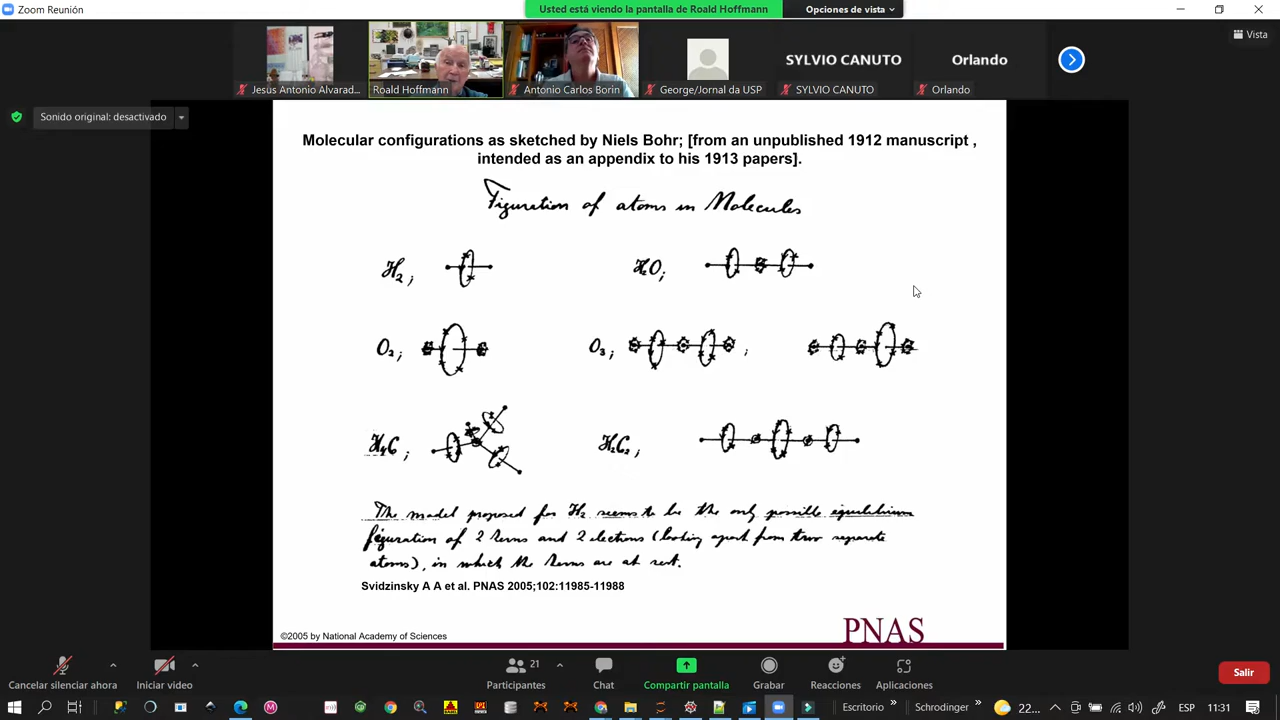 Zoom Reunión
Usted está viendo la pantalla de Roald Hoffmann
Opciones de vista
Vista
SYLVIO CANUTO
Orlando
Jesus Antonio Alvarad...
Roald Hoffmann
Antonio Carlos Borin
George/Jornal da USP
SYLVIO CANUTO
Orlando
Sonido original: desactivado
Molecular configurations as sketched by Niels Bohr; [from an unpublished 1912 manuscript ,
intended as an appendix to his 1913 papers].
Figuration of atoms in Molecules
H₂;
O₂;
O₃;
;
H₄C;
H₂C₂;
The model proposed for H₂ seems to be the only possible equilibrium
figuration of 2 kerns and 2 electrons (looking apart from two separate
atoms), in which the kerns are at rest.
Svidzinsky A A et al. PNAS 2005;102:11985-11988
©2005 by National Academy of Sciences
PNAS
Cancelar silenciar ahora
Iniciar video
21
Participantes
Chat
Compartir pantalla
Grabar
Reacciones
Aplicaciones
Salir
Escritorio
»
Schrodinger
»
22...
ESP
11:31